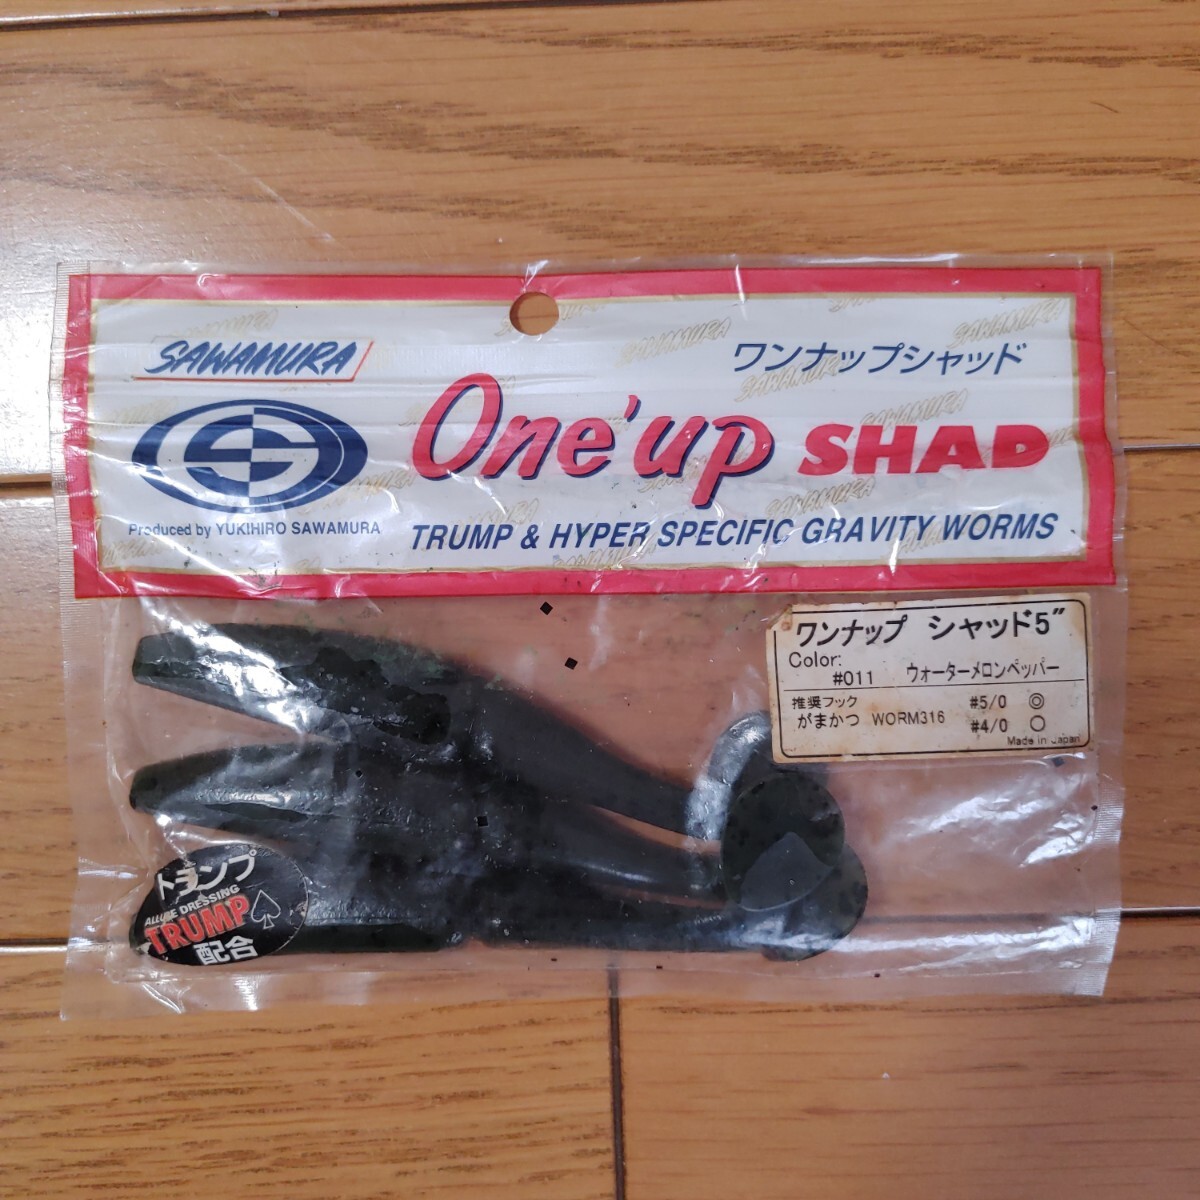 SAWAMURA
ワンナップシャッド
One'up SHAD
Produced by YUKIHIRO SAWAMURA
TRUMP & HYPER SPECIFIC GRAVITY WORMS
ワンナップ シャッド5"
Color:
#011 ウォーターメロンペッパー
推奨フック #5/0 ◎
がまかつ WORM316 #4/0 ○
Made in Japan
トランプ
ALLURE DRESSING
TRUMP
配合